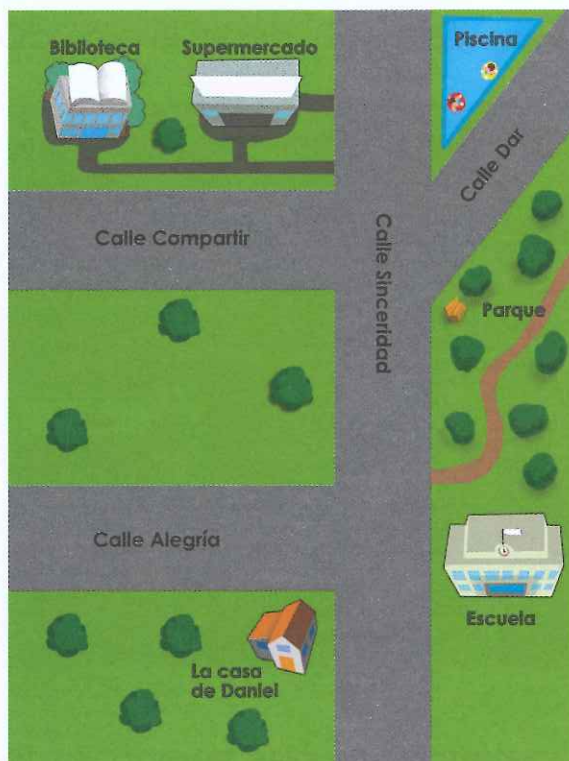 Biblioteca
Supermercado
Piscina
Calle Dar
Calle Compartir
Calle Sinceridad
Parque
Calle Alegría
Escuela
La casa
de Daniel